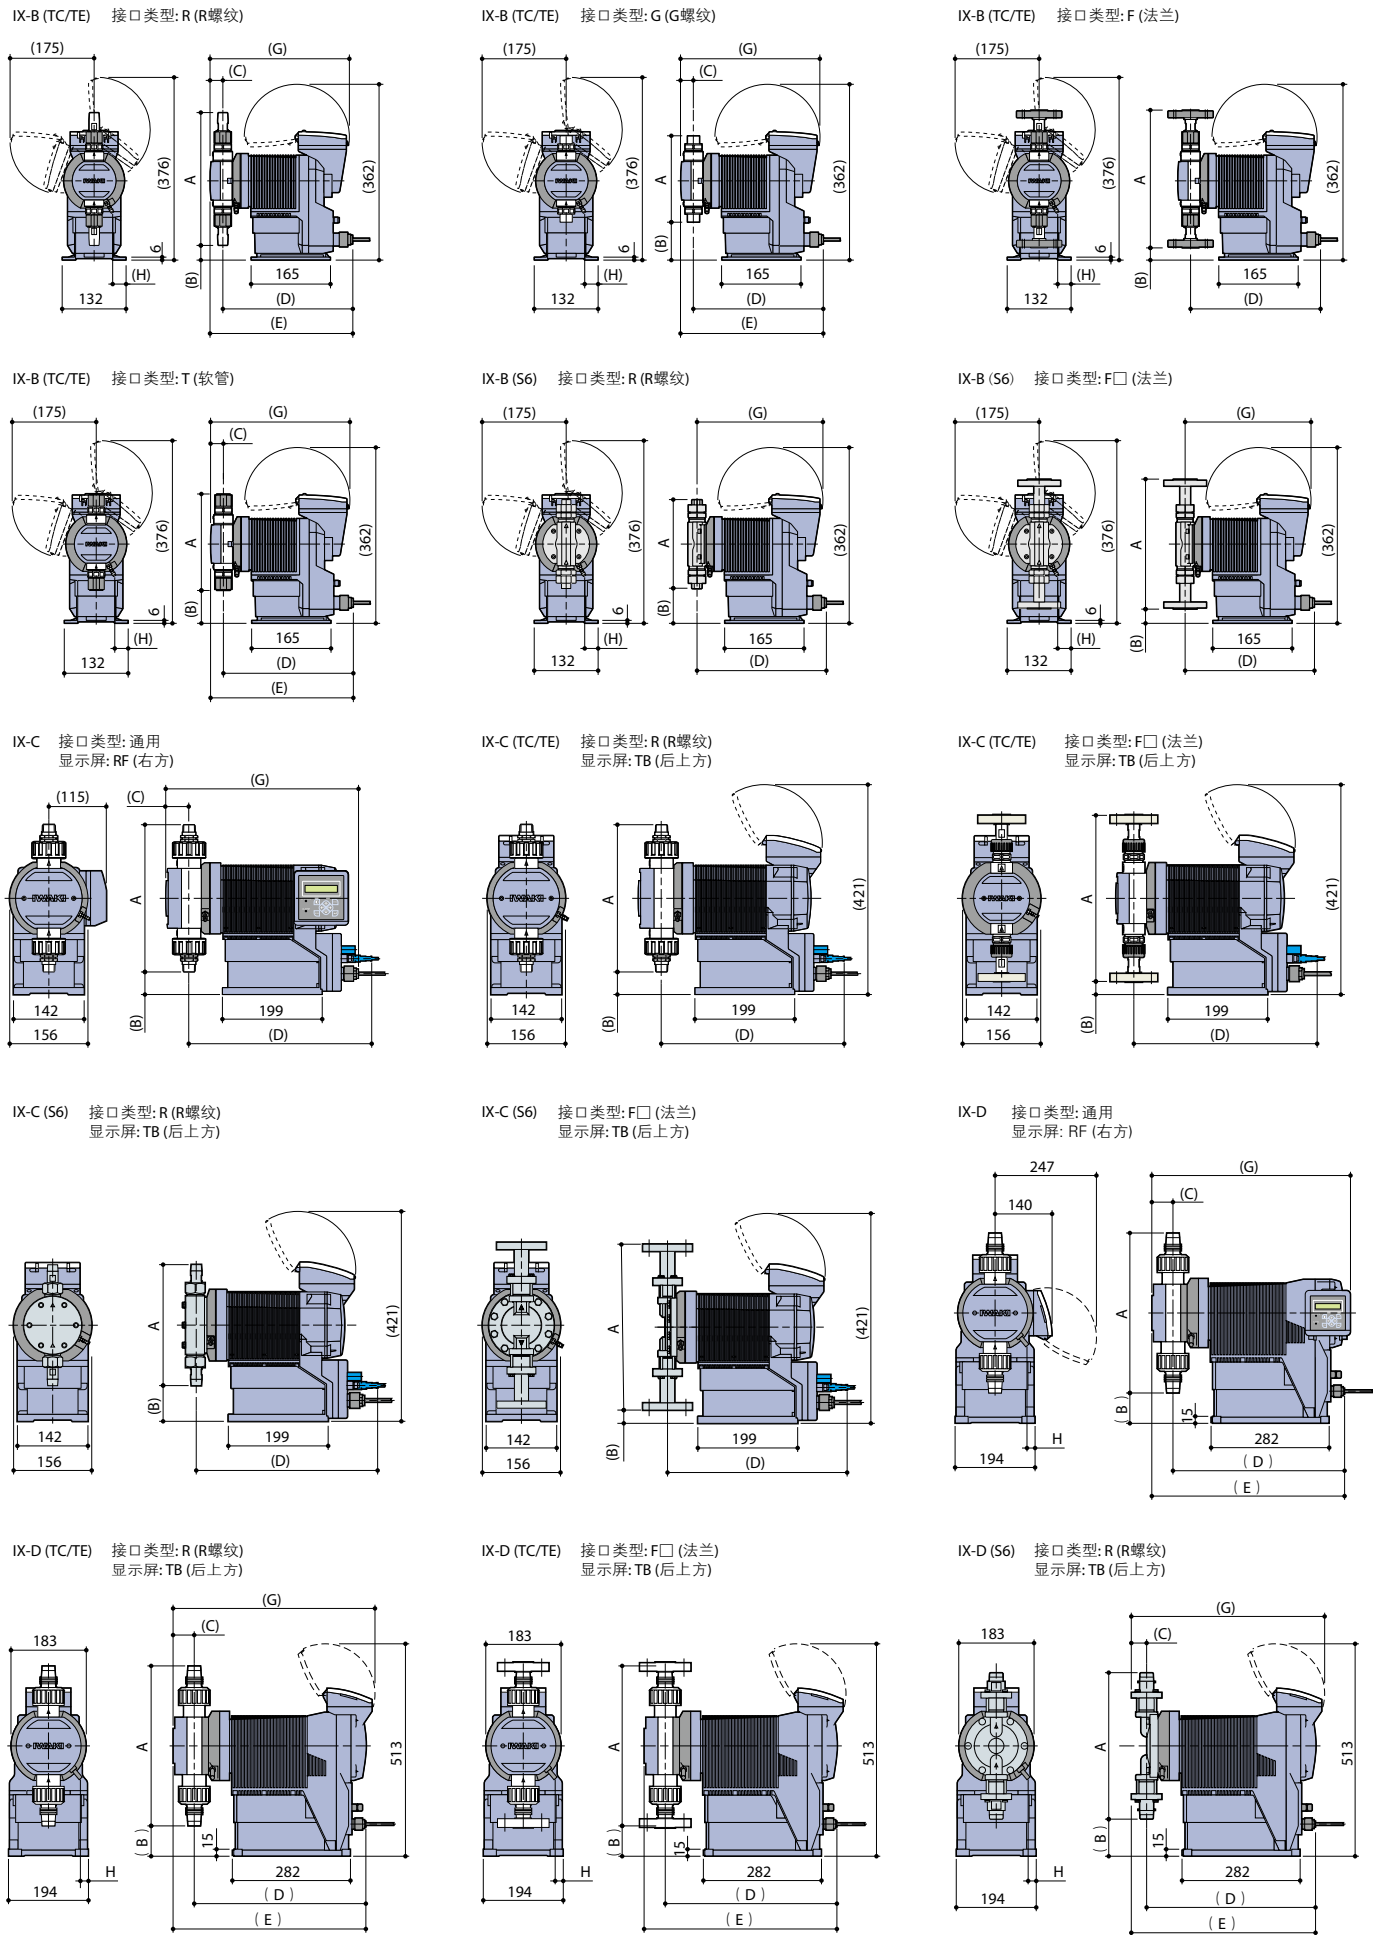 IX-B (TC/TE) 接口类型: R (R螺纹)
(175)
(G)
(C)
(376)
A
(362)
IWAKI
6
(B)
(H)
165
132
(D)
(E)
IX-B (TC/TE) 接口类型: G (G螺纹)
(175)
(G)
(C)
(376)
A
(362)
IWAKI
6
(B)
(H)
165
132
(D)
(E)
IX-B (TC/TE) 接口类型: F (法兰)
(175)
(376)
A
(362)
IWAKI
6
(B)
(H)
165
132
(D)
IX-B (TC/TE) 接口类型: T (软管)
(175)
(G)
(C)
(376)
A
(362)
IWAKI
6
(B)
(H)
165
132
(D)
(E)
IX-B (S6) 接口类型: R (R螺纹)
(175)
(G)
(376)
A
(362)
6
(B)
(H)
165
132
(D)
IX-B (S6) 接口类型: F□ (法兰)
(175)
(G)
(376)
A
(362)
6
(B)
(H)
165
132
(D)
IX-C 接口类型: 通用
显示屏: RF (右方)
(115)
(C)
(G)
A
IWAKI
(B)
142
156
199
(D)
IX-C (TC/TE) 接口类型: R (R螺纹)
显示屏: TB (后上方)
A
(421)
IWAKI
(B)
142
156
199
(D)
IX-C (TC/TE) 接口类型: F□ (法兰)
显示屏: TB (后上方)
A
(421)
IWAKI
(B)
142
156
199
(D)
IX-C (S6) 接口类型: R (R螺纹)
显示屏: TB (后上方)
A
(421)
(B)
142
156
199
(D)
IX-C (S6) 接口类型: F□ (法兰)
显示屏: TB (后上方)
A
(421)
(B)
142
156
199
(D)
IX-D 接口类型: 通用
显示屏: RF (右方)
247
140
(G)
(C)
A
IWAKI
(B)
15
H
194
282
(D)
(E)
IX-D (TC/TE) 接口类型: R (R螺纹)
显示屏: TB (后上方)
(G)
(C)
183
A
513
IWAKI
(B)
15
H
194
282
(D)
(E)
IX-D (TC/TE) 接口类型: F□ (法兰)
显示屏: TB (后上方)
183
A
513
IWAKI
(B)
15
H
194
282
(D)
(E)
IX-D (S6) 接口类型: R (R螺纹)
显示屏: TB (后上方)
(G)
(C)
183
A
513
(B)
15
H
194
282
(D)
(E)